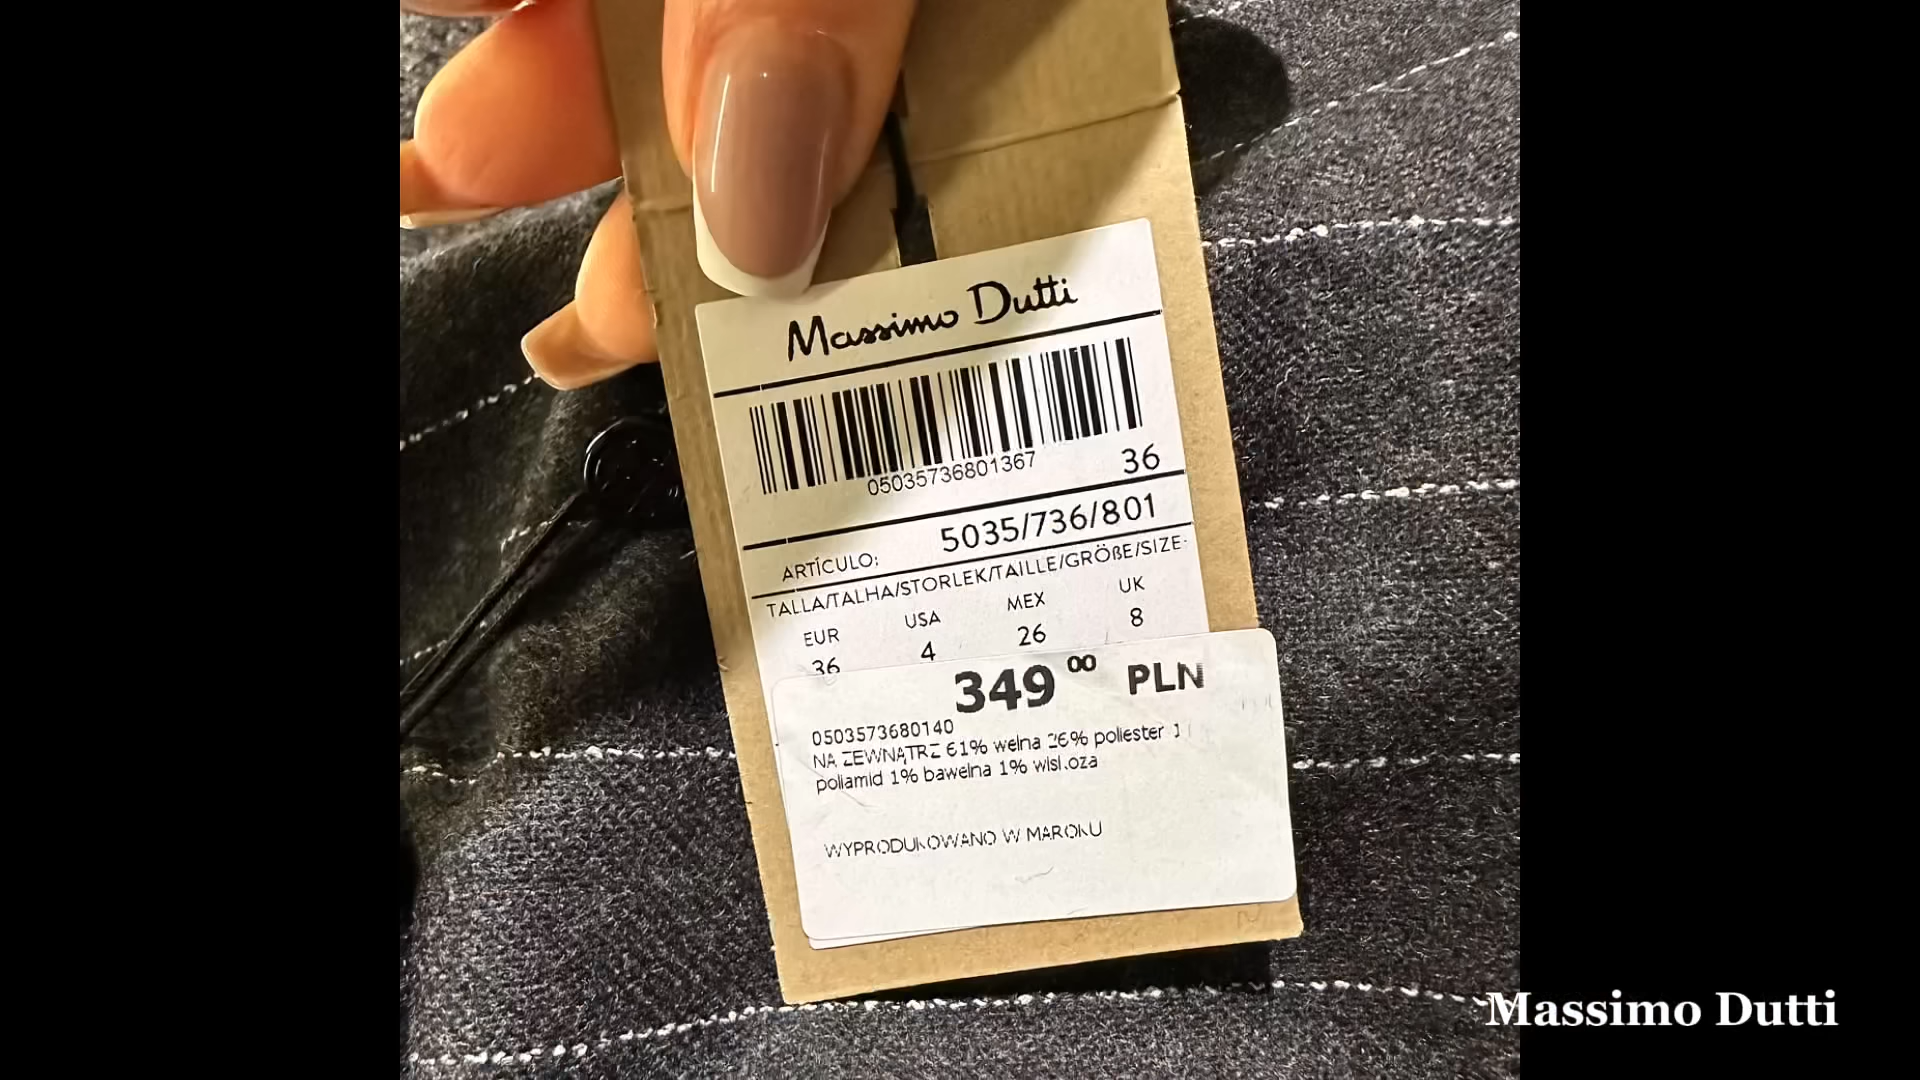 Massimo Dutti
05035736801367
36
5035/736/801
ARTÍCULO:
TALLA/TALHA/STORLEK/TAILLE/GRÖßE/SIZE:
EUR USA MEX UK
36 4 26 8
349 00 PLN
0503573680140
NA ZEWNĄTRZ 61% wełna 26% poliester
poliamid 1% bawełna 1% wiskoza
WYPRODUKOWANO W MAROKU
Massimo Dutti